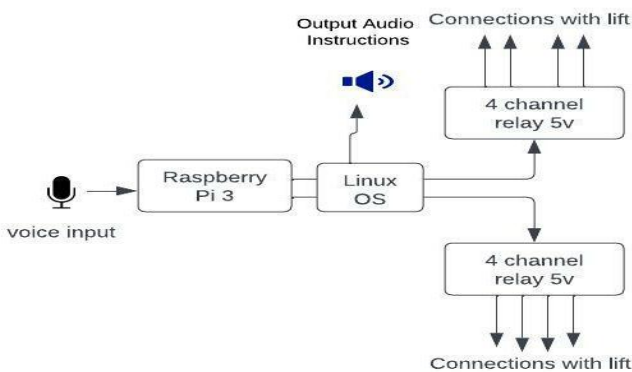 Output Audio
Instructions
Connections with lift
4 channel
relay 5v
Raspberry
Pi 3
Linux
OS
voice input
4 channel
relay 5v
Connections with lift